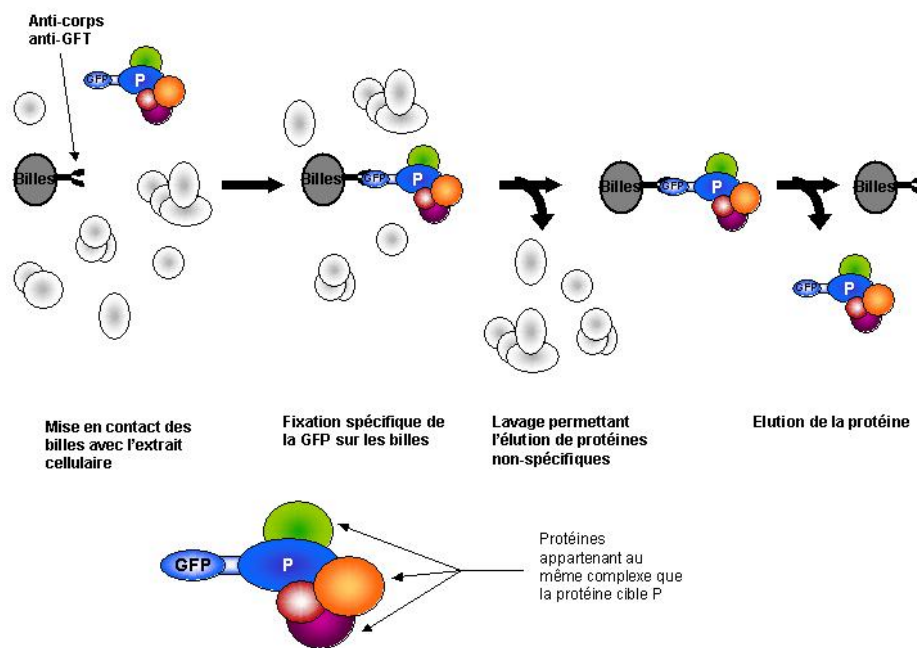 Anti-corps
anti-GFT
GFP
P
Billes
Billes
GFP
P
Billes
GFP
P
Billes
GFP
P
Mise en contact des
billes avec l'extrait
cellulaire
Fixation spécifique de
la GFP sur les billes
Lavage permettant
l'élution de protéines
non-spécifiques
Elution de la protéine
GFP
P
Protéines
appartenant au
même complexe que
la protéine cible P